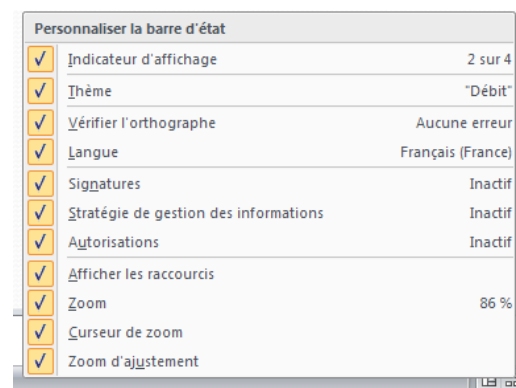 Personnaliser la barre d'état
Indicateur d'affichage 2 sur 4
Thème "Débit"
Vérifier l'orthographe Aucune erreur
Langue Français (France)
Signatures Inactif
Stratégie de gestion des informations Inactif
Autorisations Inactif
Afficher les raccourcis
Zoom 86 %
Curseur de zoom
Zoom d'ajustement